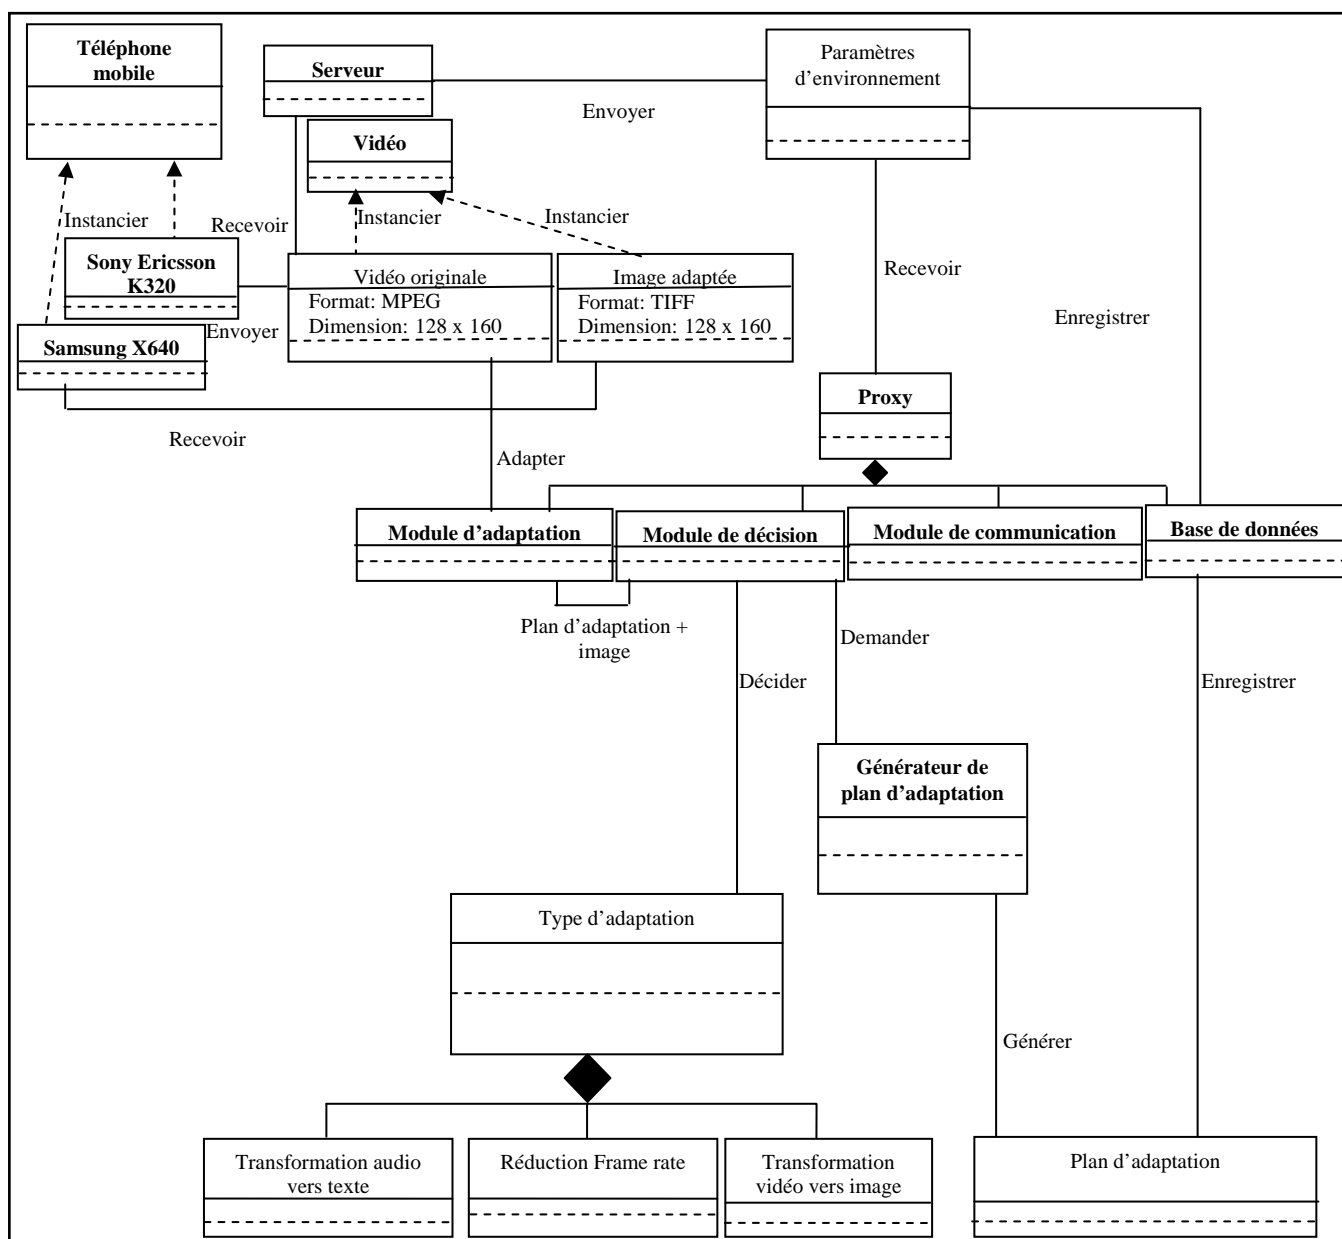 Téléphone
mobile
Serveur
Paramètres
d'environnement
Envoyer
Vidéo
Instancier
Recevoir
Instancier
Instancier
Sony Ericsson
K320
Vidéo originale
Format: MPEG
Dimension: 128 x 160
Image adaptée
Format: TIFF
Dimension: 128 x 160
Recevoir
Enregistrer
Envoyer
Samsung X640
Proxy
Recevoir
Adapter
Module d'adaptation
Module de décision
Module de communication
Base de données
Plan d'adaptation +
image
Demander
Décider
Enregistrer
Générateur de
plan d'adaptation
Type d'adaptation
Générer
Transformation audio
vers texte
Réduction Frame rate
Transformation
vidéo vers image
Plan d'adaptation